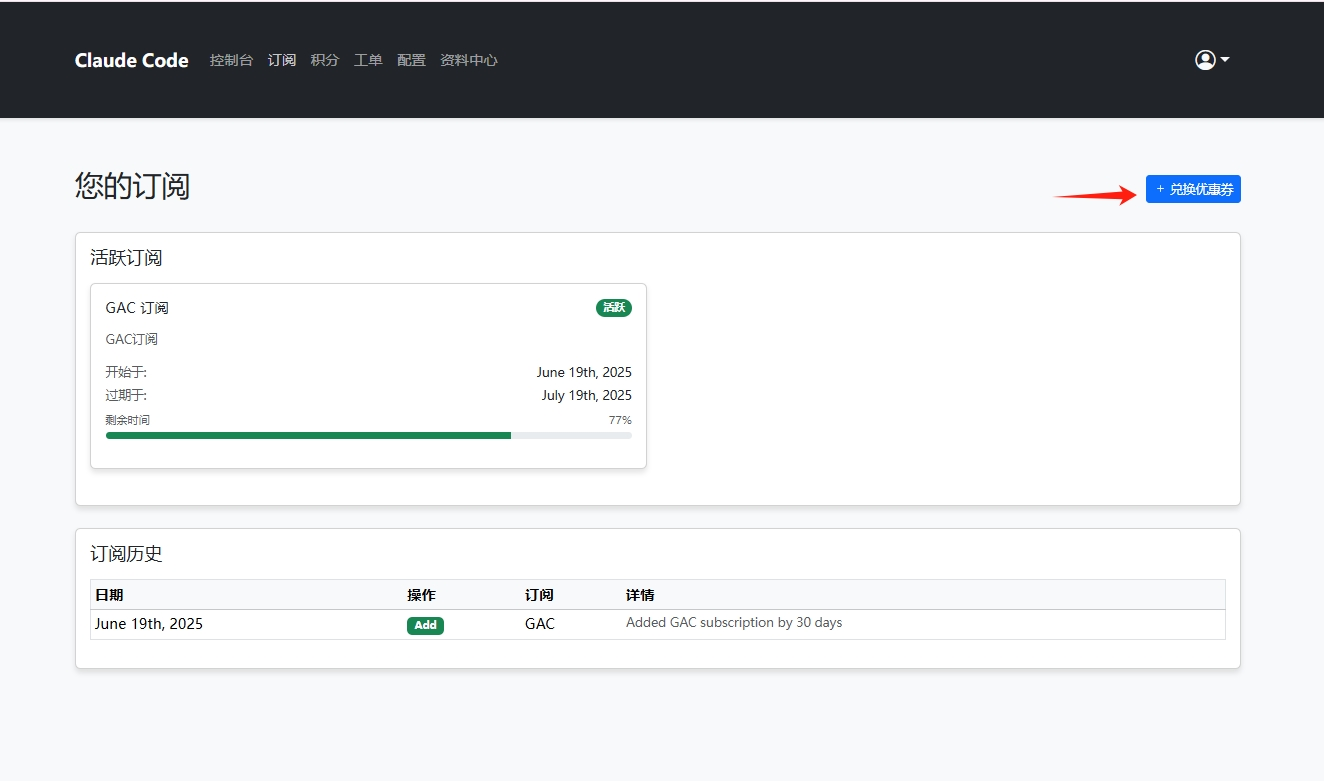 Claude Code 控制台 订阅 积分 工单 配置 资料中心
您的订阅
+ 兑换优惠券
活跃订阅
GAC 订阅 活跃
GAC订阅
开始于: June 19th, 2025
过期于: July 19th, 2025
剩余时间 77%
订阅历史
日期 操作 订阅 详情
June 19th, 2025 Add GAC Added GAC subscription by 30 days